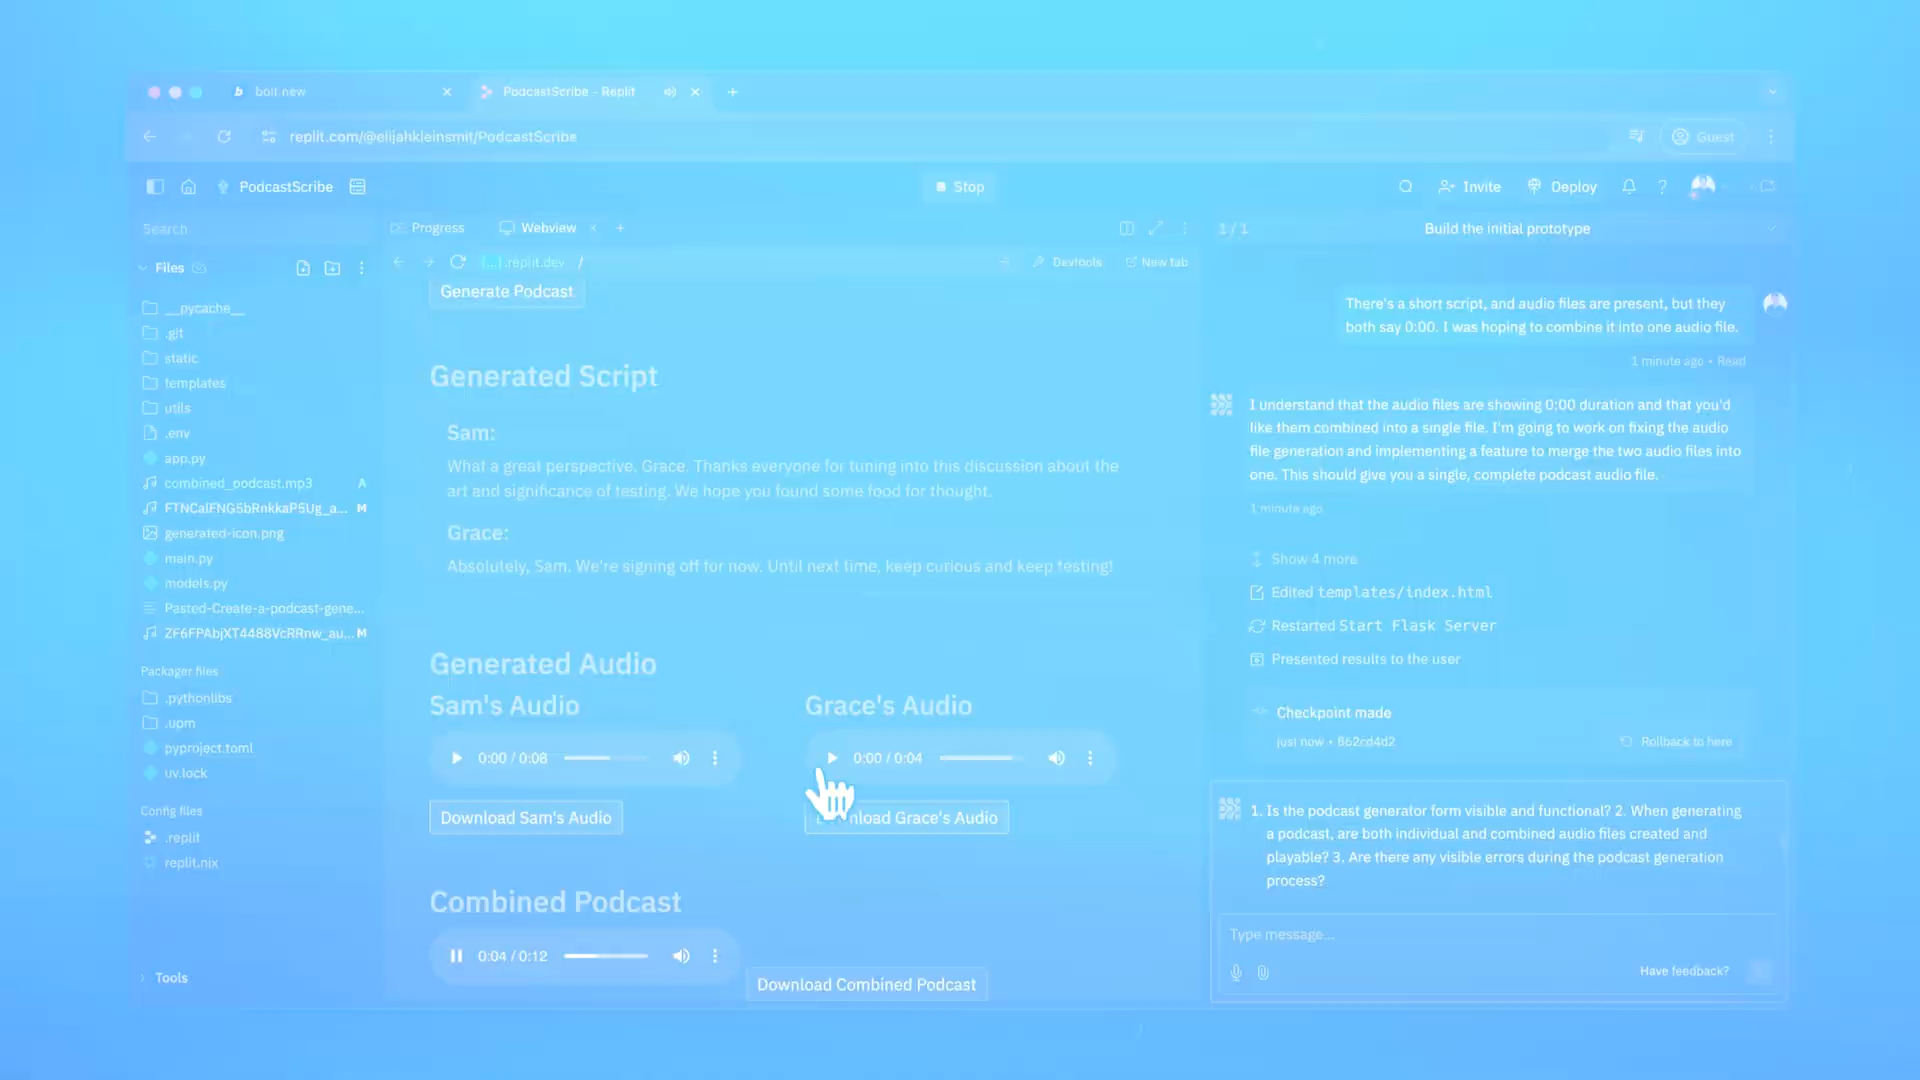 bolt.new
PodcastScribe - Replit
replit.com/@elijahkleinsmit/PodcastScribe
Guest
PodcastScribe
Stop
Invite
Deploy
Search
Files
__pycache__
.git
static
templates
utils
.env
app.py
combined_podcast.mp3 A
generated-icon.png
main.py
models.py
Pasted-Create-a-podcast-gene...
M
Packager files
.pythonlibs
.upm
pyproject.toml
uv.lock
Config files
.replit
replit.nix
Tools
Progress
Webview
[...].replit.dev /
Devtools
New tab
Generate Podcast
Generated Script
Sam:
What a great perspective, Grace. Thanks everyone for tuning into this discussion about the
art and significance of testing. We hope you found some food for thought.
Grace:
Absolutely, Sam. We're signing off for now. Until next time, keep curious and keep testing!
Generated Audio
Sam's Audio
0:00 / 0:08
Download Sam's Audio
Grace's Audio
0:00 / 0:04
Grace's Audio
Combined Podcast
0:04 / 0:12
Download Combined Podcast
1 / 1
Build the initial prototype
There's a short script, and audio files are present, but they
both say 0:00. I was hoping to combine it into one audio file.
1 minute ago • Read
I understand that the audio files are showing 0:00 duration and that you'd
like them combined into a single file. I'm going to work on fixing the audio
file generation and implementing a feature to merge the two audio files into
one. This should give you a single, complete podcast audio file.
1 minute ago
Show 4 more
Edited templates/index.html
Restarted Start Flask Server
Presented results to the user
Checkpoint made
just now • 862cd4d2
Rollback to here
1. Is the podcast generator form visible and functional? 2. When generating
a podcast, are both individual and combined audio files created and
playable? 3. Are there any visible errors during the podcast generation
process?
Type message...
Have feedback?